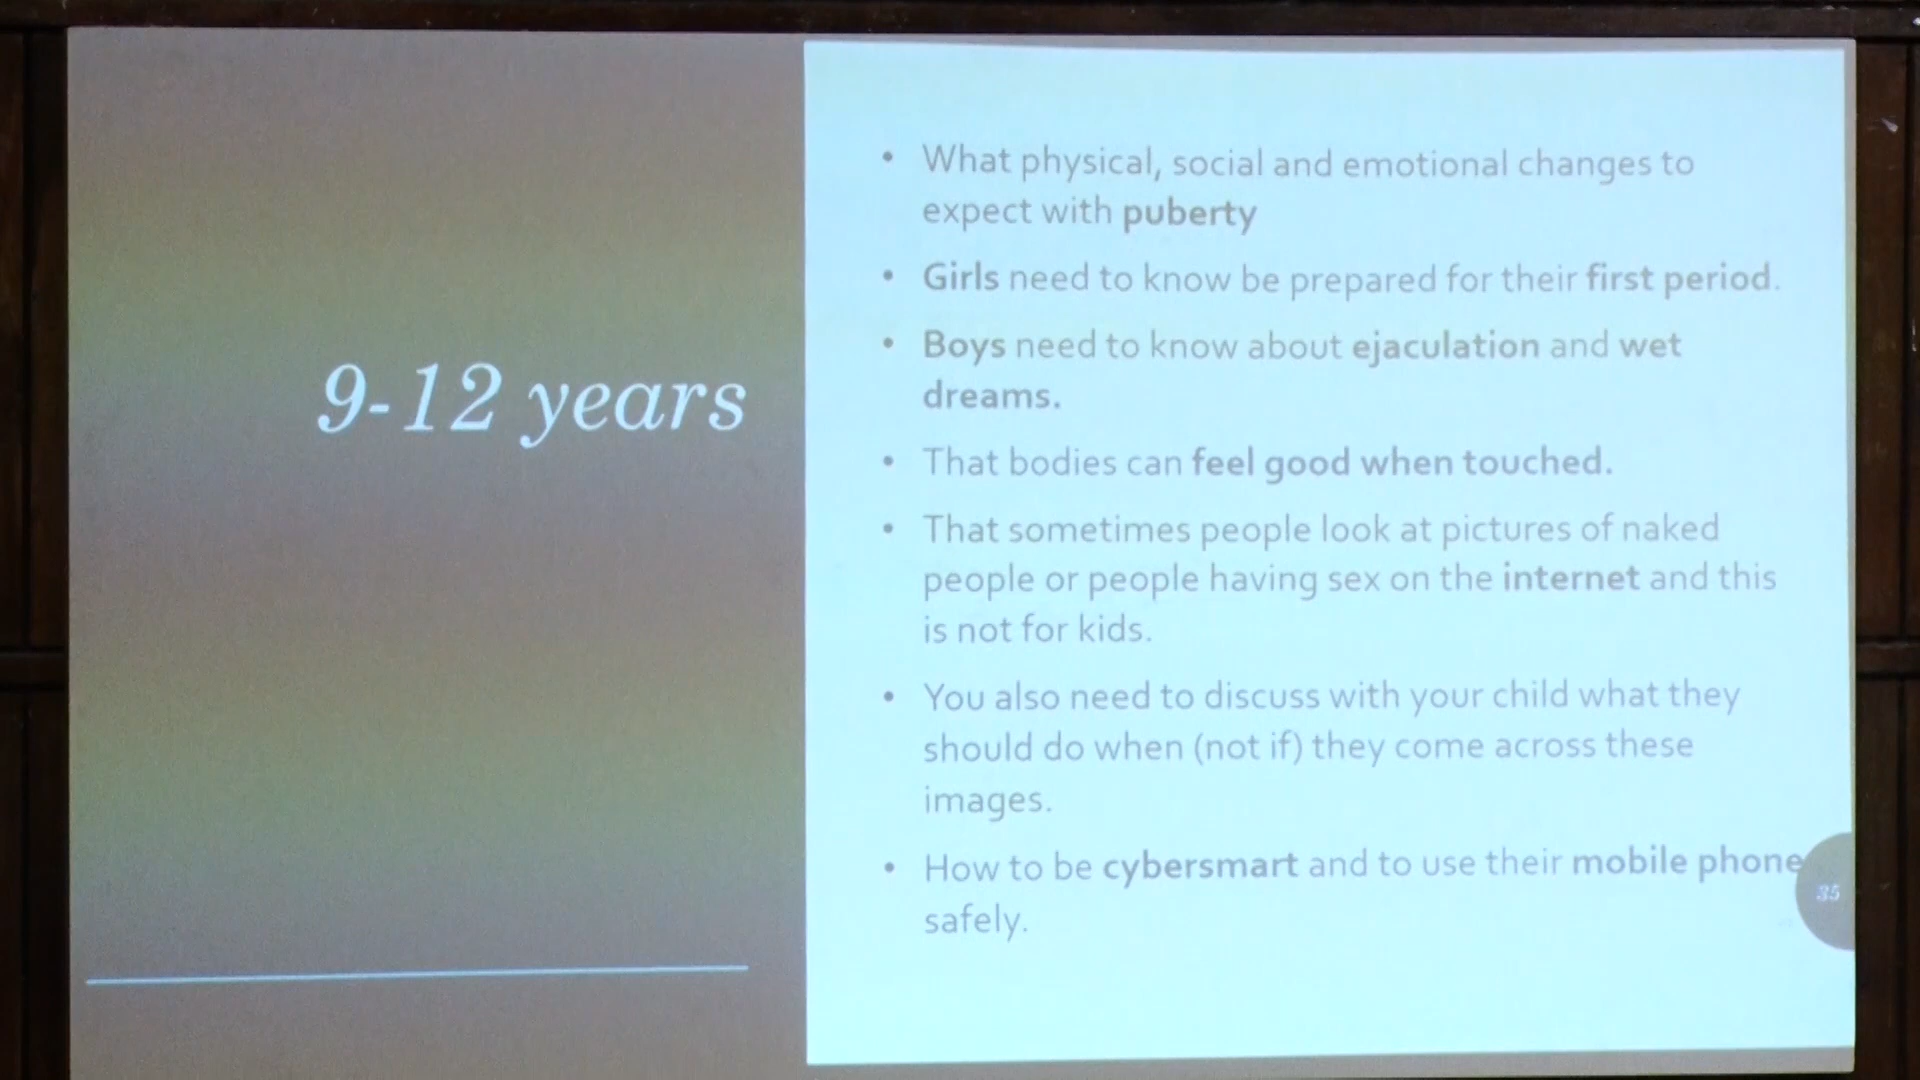 9-12 years
• What physical, social and emotional changes to
expect with puberty
• Girls need to know be prepared for their first period.
• Boys need to know about ejaculation and wet
dreams.
• That bodies can feel good when touched.
• That sometimes people look at pictures of naked
people or people having sex on the internet and this
is not for kids.
• You also need to discuss with your child what they
should do when (not if) they come across these
images.
• How to be cybersmart and to use their mobile phone
safely.
35